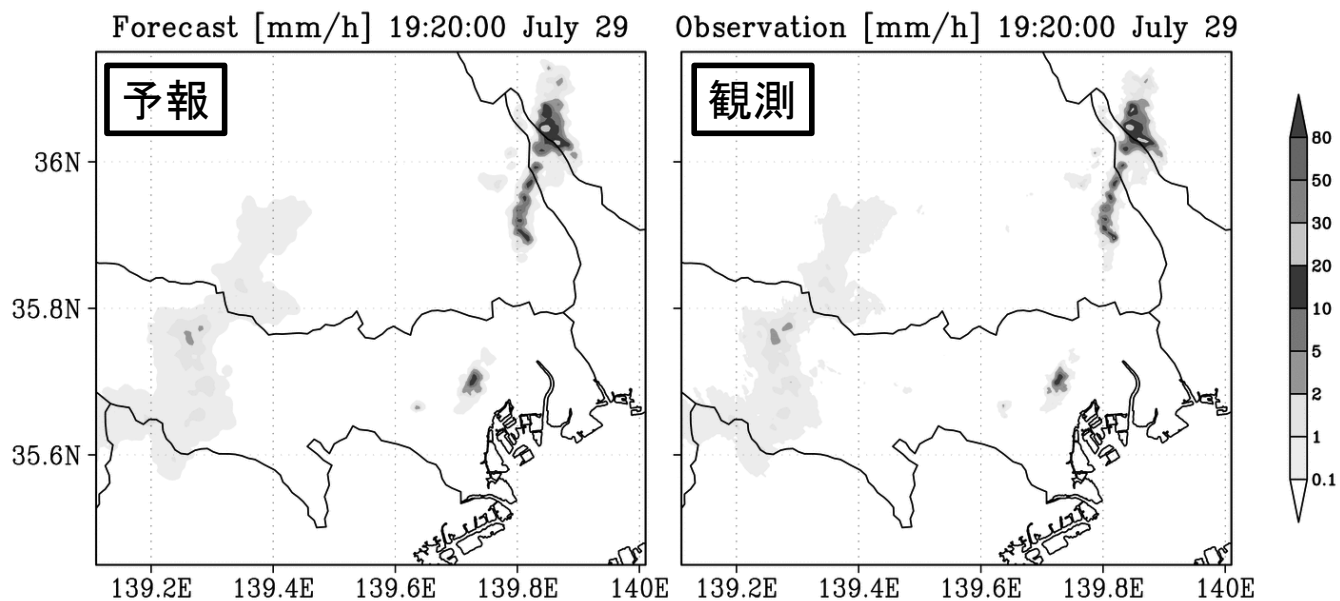 Forecast [mm/h] 19:20:00 July 29
Observation [mm/h] 19:20:00 July 29
予報
観測
36N
35.8N
35.6N
139.2E 139.4E 139.6E 139.8E 140E
139.2E 139.4E 139.6E 139.8E 140E
80
50
30
20
10
5
2
1
0.1